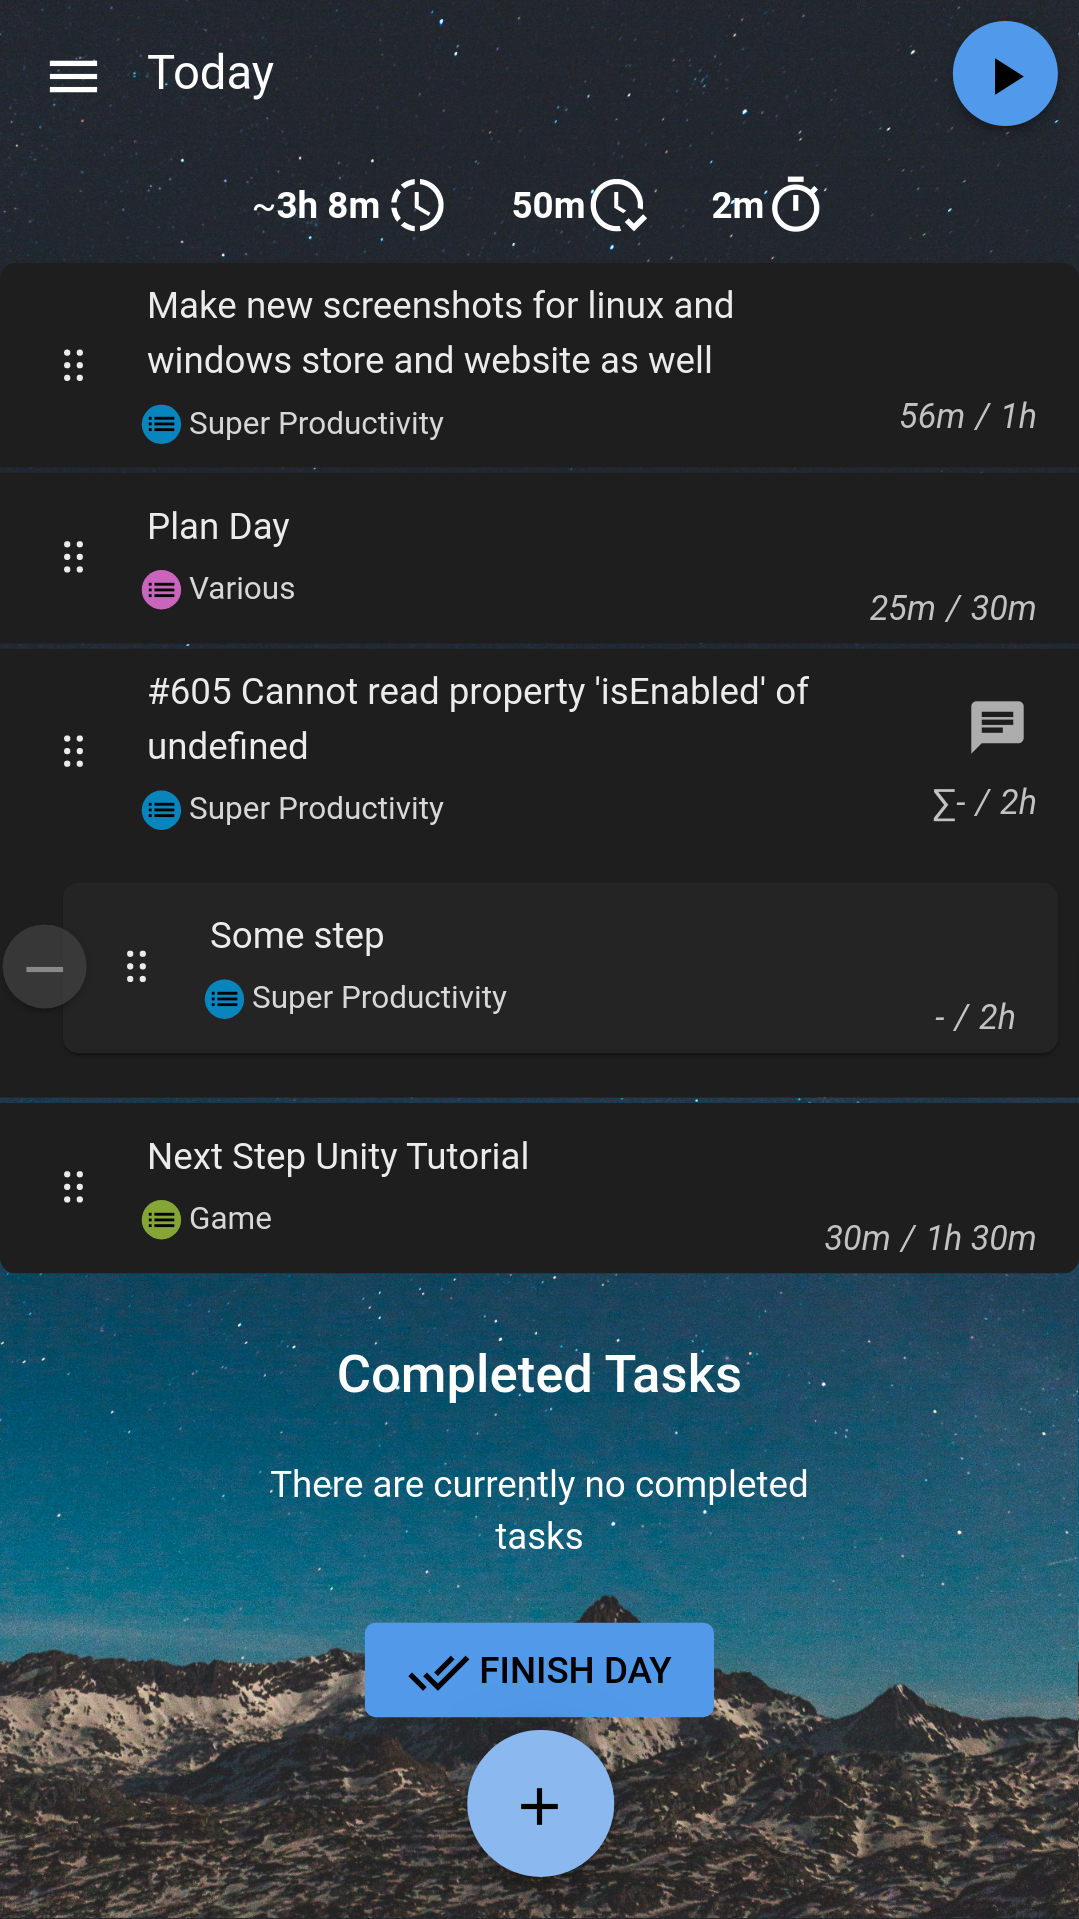 Today
~3h 8m 50m 2m
Make new screenshots for linux and
windows store and website as well
Super Productivity
56m / 1h
Plan Day
Various
25m / 30m
#605 Cannot read property 'isEnabled' of
undefined
Super Productivity
∑- / 2h
Some step
Super Productivity
- / 2h
Next Step Unity Tutorial
Game
30m / 1h 30m
Completed Tasks
There are currently no completed
tasks
FINISH DAY